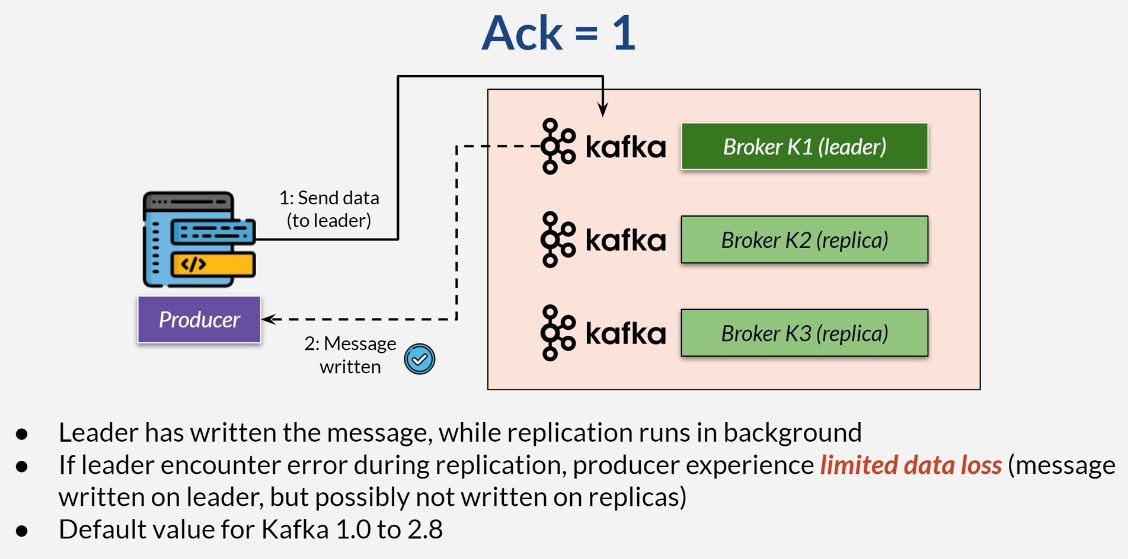 Ack = 1
kafka
Broker K1 (leader)
1: Send data
(to leader)
kafka
Broker K2 (replica)
</>
Producer
kafka
Broker K3 (replica)
2: Message
written
● Leader has written the message, while replication runs in background
● If leader encounter error during replication, producer experience limited data loss (message
written on leader, but possibly not written on replicas)
● Default value for Kafka 1.0 to 2.8